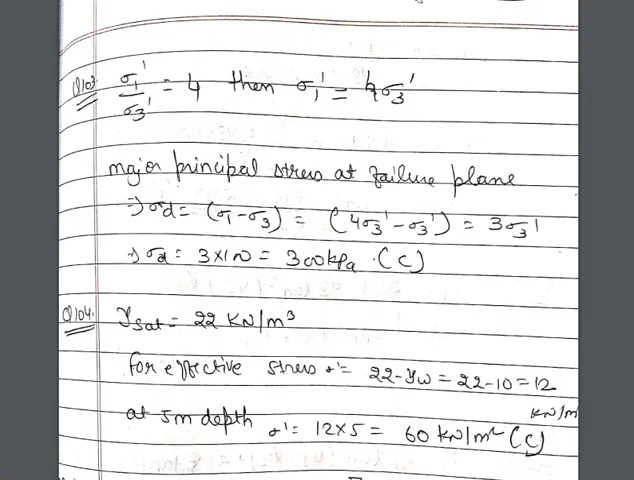 Q103. σ1'/σ3' = 4 then σ1' = 4σ3'
major principal stress at failure plane
⇒ σd = (σ1-σ3) = (4σ3'-σ3') = 3σ3'
⇒ σd = 3×100 = 300kPa. (C)
Q104. γsat = 22 KN/m³
for effective stress σ' = 22-γw = 22-10 = 12
KN/m
at 5m depth σ' = 12×5 = 60 kN/m² (C)